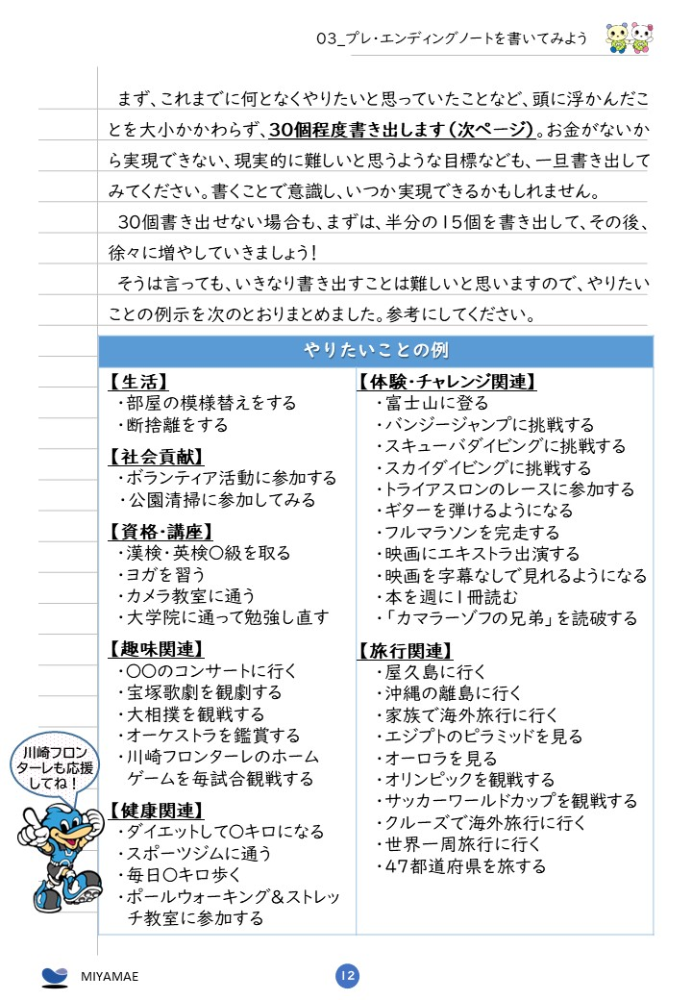 03_プレ・エンディングノートを書いてみよう
まず、これまでに何となくやりたいと思っていたことなど、頭に浮かんだこ
とを大小かかわらず、30個程度書き出します(次ページ)。お金がないか
ら実現できない、現実的に難しいと思うような目標なども、一旦書き出して
みてください。書くことで意識し、いつか実現できるかもしれません。
30個書き出せない場合も、まずは、半分の15個を書き出して、その後、
徐々に増やしていきましょう!
そうは言っても、いきなり書き出すことは難しいと思いますので、やりたい
ことの例示を次のとおりまとめました。参考にしてください。
やりたいことの例
【生活】
・部屋の模様替えをする
・断捨離をする
【社会貢献】
・ボランティア活動に参加する
・公園清掃に参加してみる
【資格・講座】
・漢検・英検〇級を取る
・ヨガを習う
・カメラ教室に通う
・大学院に通って勉強し直す
【趣味関連】
・〇〇のコンサートに行く
・宝塚歌劇を観劇する
・大相撲を観戦する
・オーケストラを鑑賞する
・川崎フロンターレのホーム
ゲームを毎試合観戦する
【健康関連】
・ダイエットして〇キロになる
・スポーツジムに通う
・毎日〇キロ歩く
・ポールウォーキング&ストレッ
チ教室に参加する
【体験・チャレンジ関連】
・富士山に登る
・バンジージャンプに挑戦する
・スキューバダイビングに挑戦する
・スカイダイビングに挑戦する
・トライアスロンのレースに参加する
・ギターを弾けるようになる
・フルマラソンを完走する
・映画にエキストラ出演する
・映画を字幕なしで見れるようになる
・本を週に1冊読む
・「カマラーゾフの兄弟」を読破する
【旅行関連】
・屋久島に行く
・沖縄の離島に行く
・家族で海外旅行に行く
・エジプトのピラミッドを見る
・オーロラを見る
・オリンピックを観戦する
・サッカーワールドカップを観戦する
・クルーズで海外旅行に行く
・世界一周旅行に行く
・47都道府県を旅する
川崎フロン
ターレも応援
してね!
MIYAMAE
12